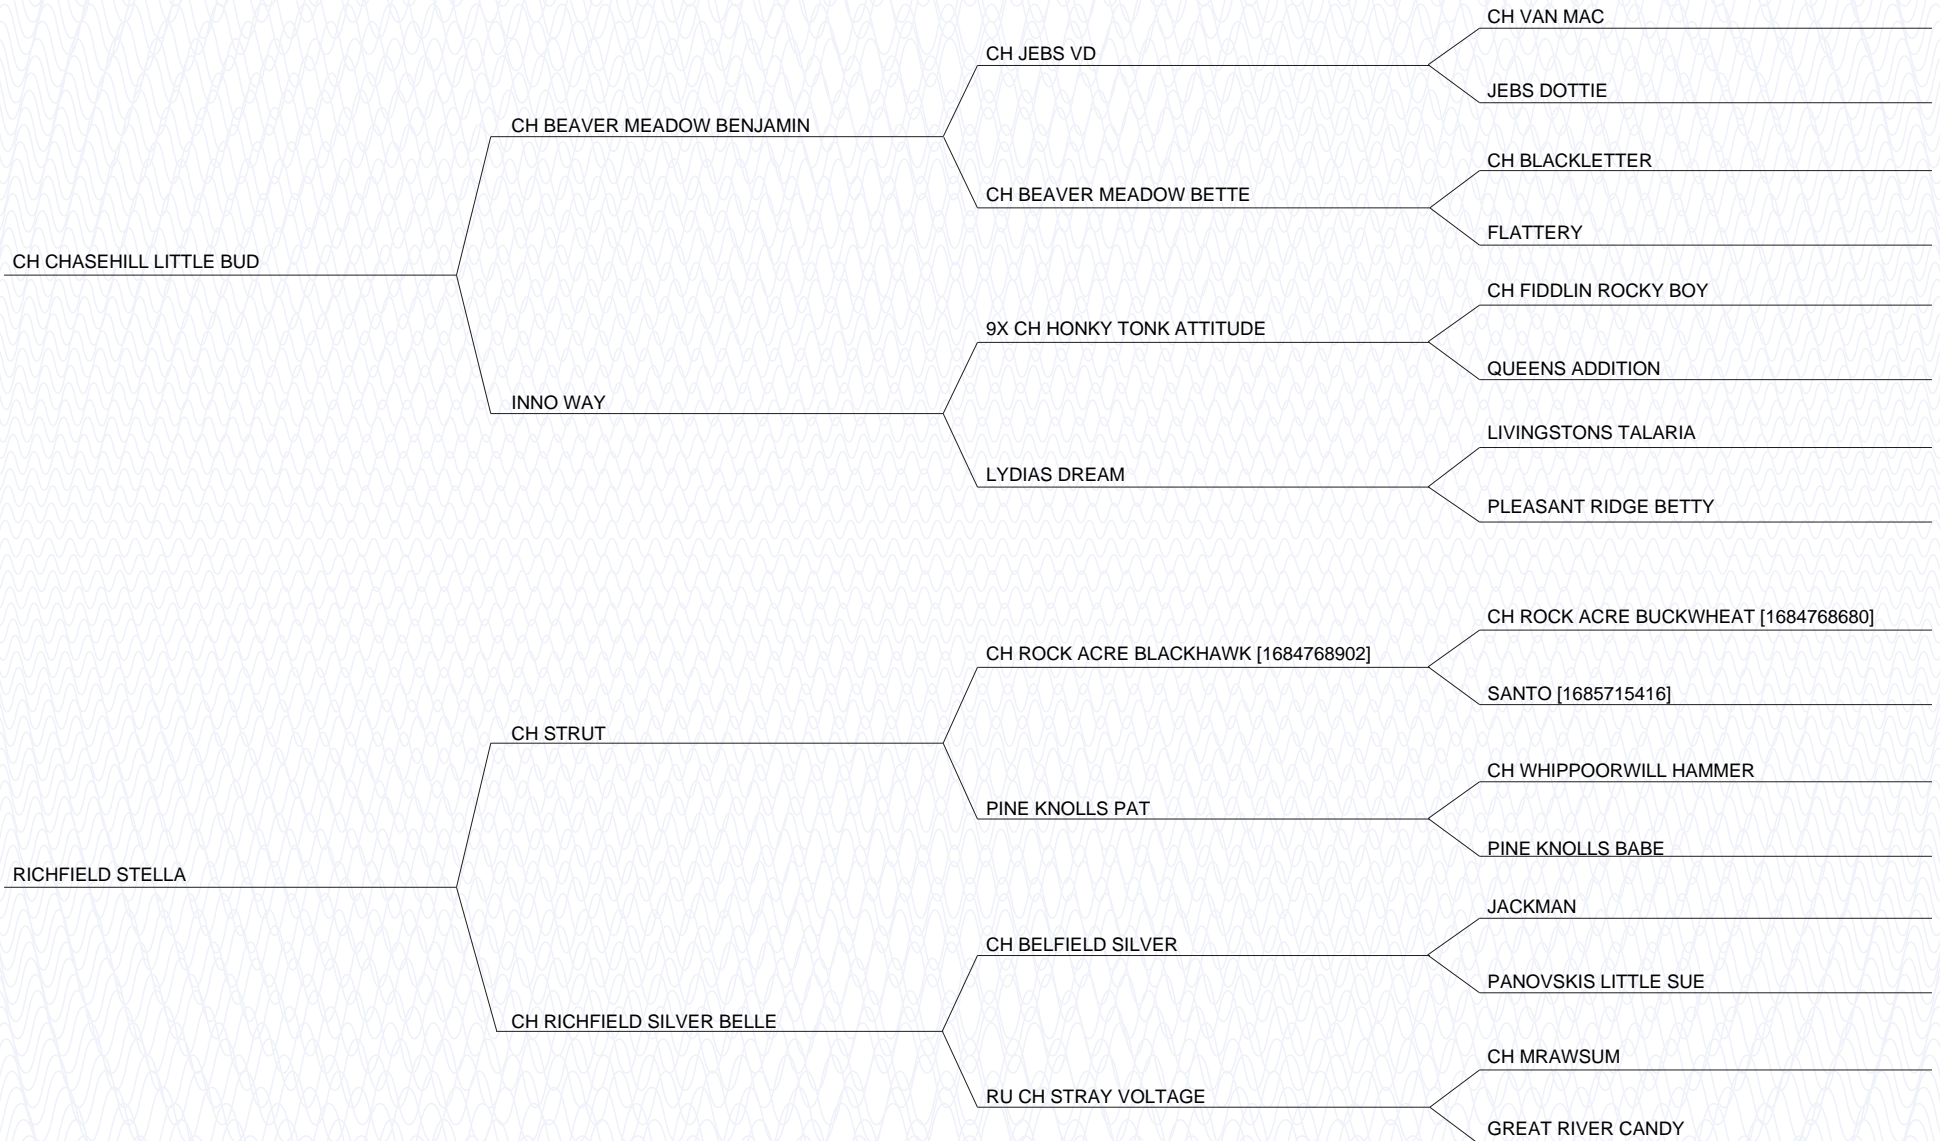 CH VAN MAC
CH JEBS VD
JEBS DOTTIE
CH BEAVER MEADOW BENJAMIN
CH BLACKLETTER
CH BEAVER MEADOW BETTE
FLATTERY
CH CHASEHILL LITTLE BUD
CH FIDDLIN ROCKY BOY
9X CH HONKY TONK ATTITUDE
QUEENS ADDITION
INNO WAY
LIVINGSTONS TALARIA
LYDIAS DREAM
PLEASANT RIDGE BETTY
CH ROCK ACRE BUCKWHEAT [1684768680]
CH ROCK ACRE BLACKHAWK [1684768902]
SANTO [1685715416]
CH STRUT
CH WHIPPOORWILL HAMMER
PINE KNOLLS PAT
PINE KNOLLS BABE
RICHFIELD STELLA
JACKMAN
CH BELFIELD SILVER
PANOVSKIS LITTLE SUE
CH RICHFIELD SILVER BELLE
CH MRAWSUM
RU CH STRAY VOLTAGE
GREAT RIVER CANDY